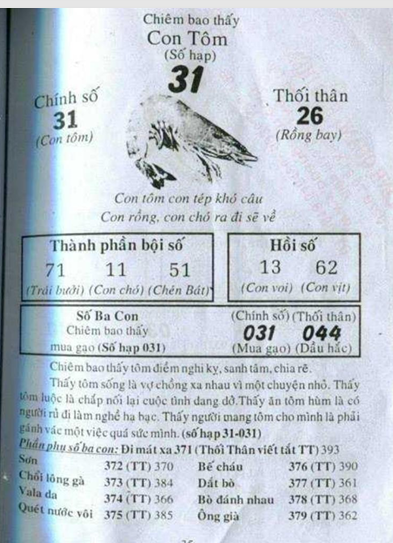 Chiêm bao thấy
Con Tôm
(Số hạp)
31
Chính số
31
(Con tôm)
Thối thân
26
(Rồng bay)
Con tôm con tép khó câu
Con rồng, con chó ra đi sẽ về
Thành phần bội số
71 11 51
(Trái bưởi) (Con chó) (Chén Bát)
Hồi số
13 62
(Con voi) (Con vịt)
Số Ba Con (Chính số) (Thối thân)
Chiêm bao thấy 031 044
mua gạo (Số hạp 031) (Mua gạo) (Dầu hắc)
Chiêm bao thấy tôm điềm nghi kỵ, sanh tâm, chia rẽ.
Thấy tôm sống là vợ chồng xa nhau vì một chuyện nhỏ. Thấy
tôm luộc là chắp nối lại cuộc tình dang dở. Thấy ăn tôm hùm là có
người rủ đi làm nghề hạ bạc. Thấy người mang tôm cho mình là phải
gánh vác một việc quá sức mình. (số hạp 31-031)
Phần phụ số ba con: Đi mát xa 371 (Thối Thân viết tắt TT) 393
Sơn 372 (TT) 370 Bế cháu 376 (TT) 390
Chổi lông gà 373 (TT) 384 Dắt bò 377 (TT) 361
Vala da 374 (TT) 366 Bò đánh nhau 378 (TT) 368
Quét nước vôi 375 (TT) 385 Ông già 379 (TT) 362